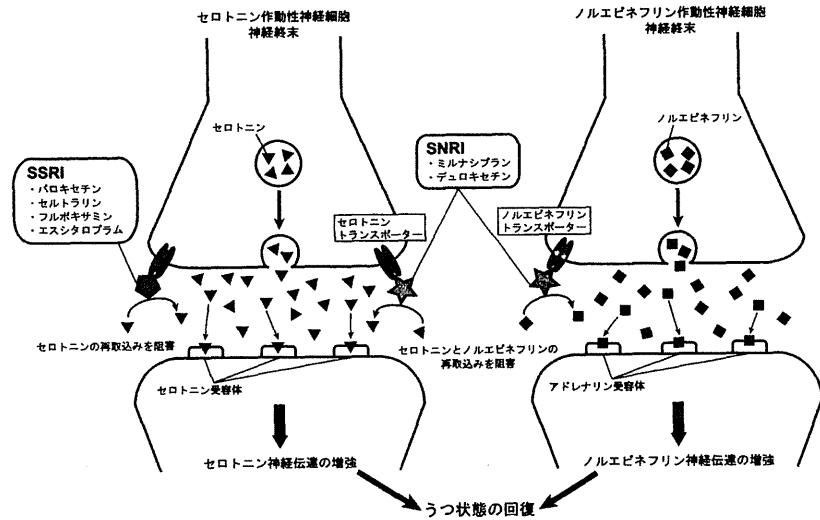 セロトニン作動性神経細胞
神経終末
ノルエピネフリン作動性神経細胞
神経終末
セロトニン
ノルエピネフリン
SSRI
・パロキセチン
・セルトラリン
・フルボキサミン
・エスシタロプラム
SNRI
・ミルナシプラン
・デュロキセチン
セロトニン
トランスポーター
ノルエピネフリン
トランスポーター
セロトニンの再取込みを阻害
セロトニンとノルエピネフリンの
再取込みを阻害
セロトニン受容体
アドレナリン受容体
セロトニン神経伝達の増強
ノルエピネフリン神経伝達の増強
うつ状態の回復